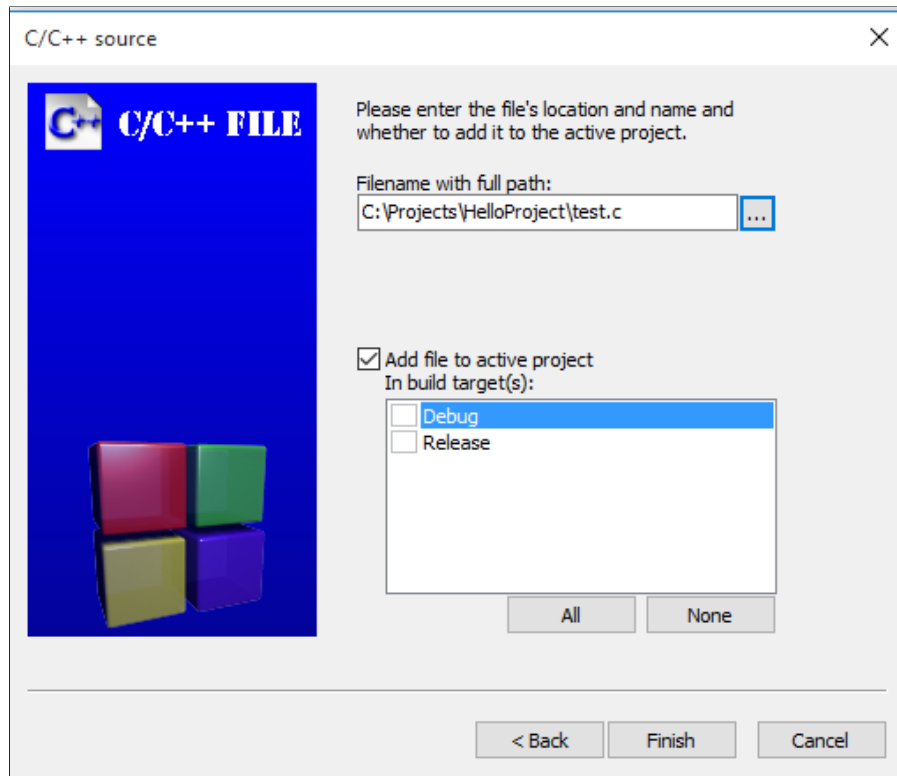 C/C++ source
C++ C/C++ FILE
Please enter the file's location and name and
whether to add it to the active project.
Filename with full path:
C:\Projects\HelloProject\test.c
...
Add file to active project
In build target(s):
Debug
Release
All None
< Back Finish Cancel